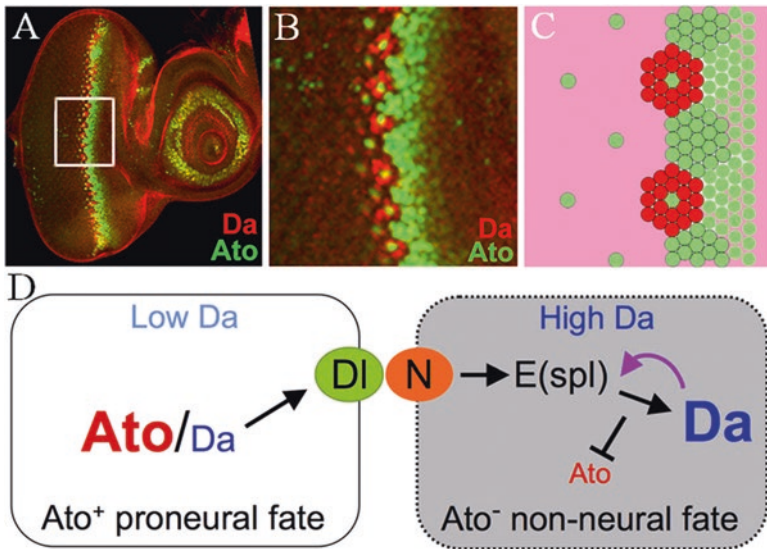 A
Da
Ato
B
Da
Ato
C
D
Low Da
High Da
Dl
N
E(spl)
Da
Ato/Da
Ato
Ato⁺ proneural fate
Ato⁻ non-neural fate